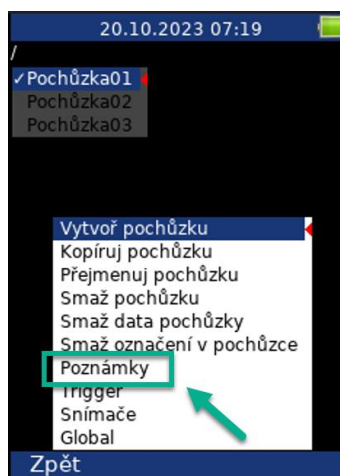 20.10.2023 07:19
/
✓Pochůzka01
Pochůzka02
Pochůzka03
Vytvoř pochůzku
Kopíruj pochůzku
Přejmenuj pochůzku
Smaž pochůzku
Smaž data pochůzky
Smaž označení v pochůzce
Poznámky
Trigger
Snímače
Global
Zpět